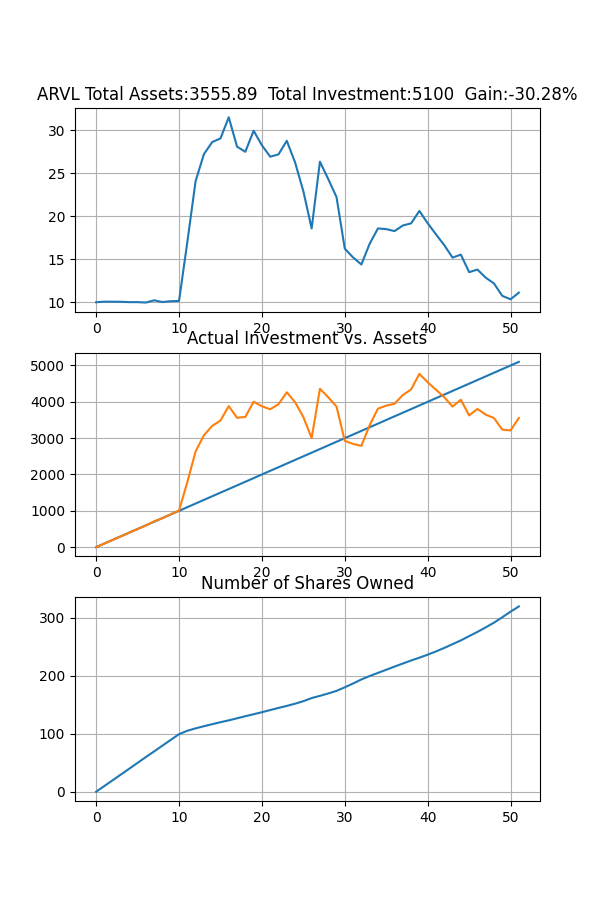 ARVL Total Assets:3555.89  Total Investment:5100  Gain:-30.28%
30
25
20
15
10
0 10 20 30 40 50
Actual Investment vs. Assets
5000
4000
3000
2000
1000
0
0 10 20 30 40 50
Number of Shares Owned
300
200
100
0
0 10 20 30 40 50